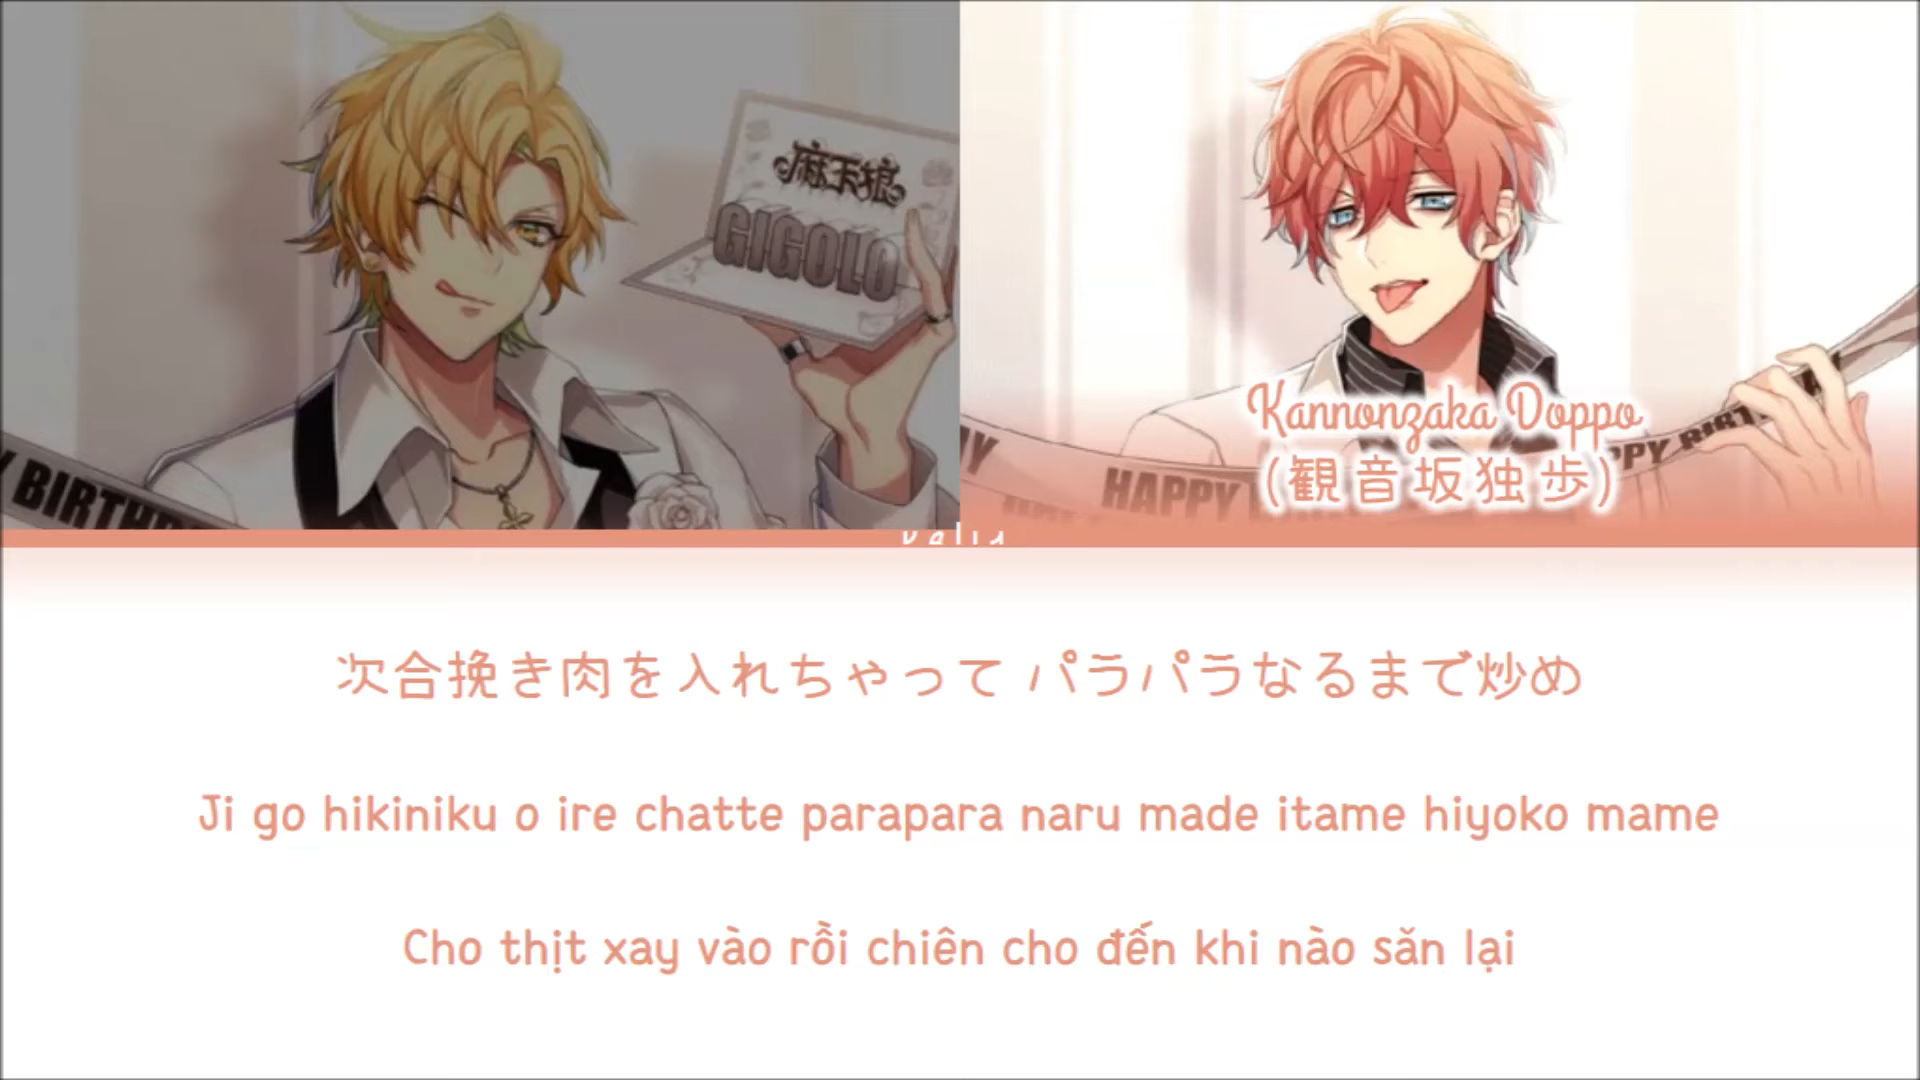 麻天狼
GIGOLO
Y BIRTHD
Kannonzaka Doppo
(観音坂独歩)
HAPPY
PPY BIRT
次合挽き肉を入れちゃって パラパラなるまで炒め
Ji go hikiniku o ire chatte parapara naru made itame hiyoko mame
Cho thịt xay vào rồi chiên cho đến khi nào săn lại